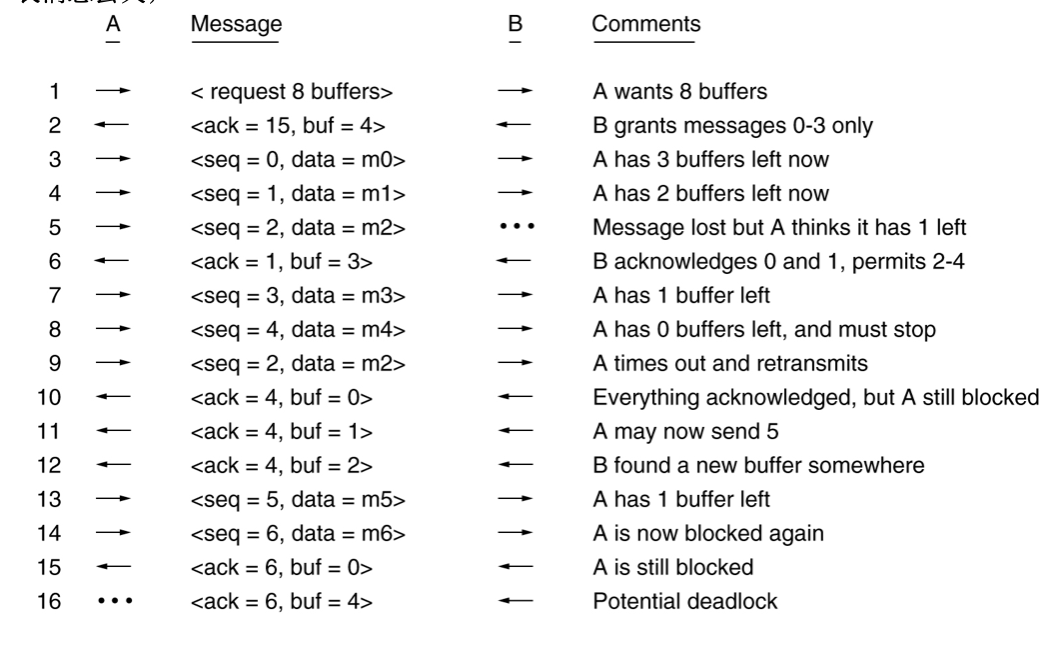 A Message B Comments
1 → < request 8 buffers> → A wants 8 buffers
2 ← <ack = 15, buf = 4> ← B grants messages 0-3 only
3 → <seq = 0, data = m0> → A has 3 buffers left now
4 → <seq = 1, data = m1> → A has 2 buffers left now
5 → <seq = 2, data = m2> ••• Message lost but A thinks it has 1 left
6 ← <ack = 1, buf = 3> ← B acknowledges 0 and 1, permits 2-4
7 → <seq = 3, data = m3> → A has 1 buffer left
8 → <seq = 4, data = m4> → A has 0 buffers left, and must stop
9 → <seq = 2, data = m2> → A times out and retransmits
10 ← <ack = 4, buf = 0> ← Everything acknowledged, but A still blocked
11 ← <ack = 4, buf = 1> ← A may now send 5
12 ← <ack = 4, buf = 2> ← B found a new buffer somewhere
13 → <seq = 5, data = m5> → A has 1 buffer left
14 → <seq = 6, data = m6> → A is now blocked again
15 ← <ack = 6, buf = 0> ← A is still blocked
16 ••• <ack = 6, buf = 4> ← Potential deadlock